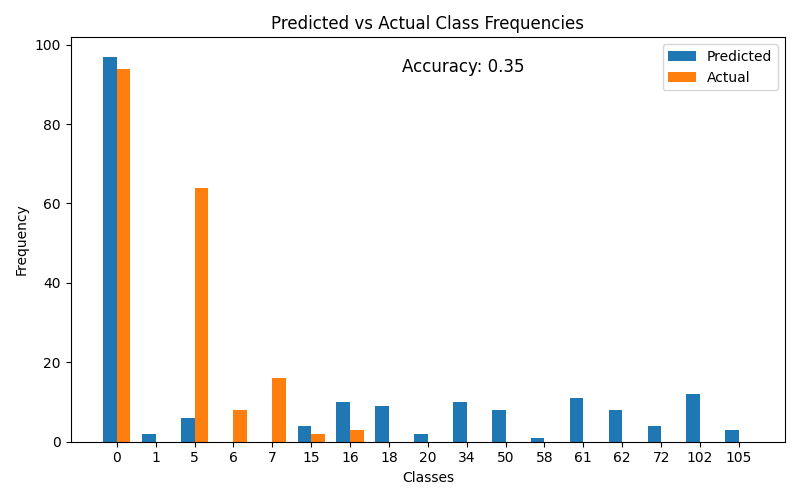 Predicted vs Actual Class Frequencies
100
80
60
40
20
0
Frequency
Accuracy: 0.35
Predicted
Actual
0 1 5 6 7 15 16 18 20 34 50 58 61 62 72 102 105
Classes